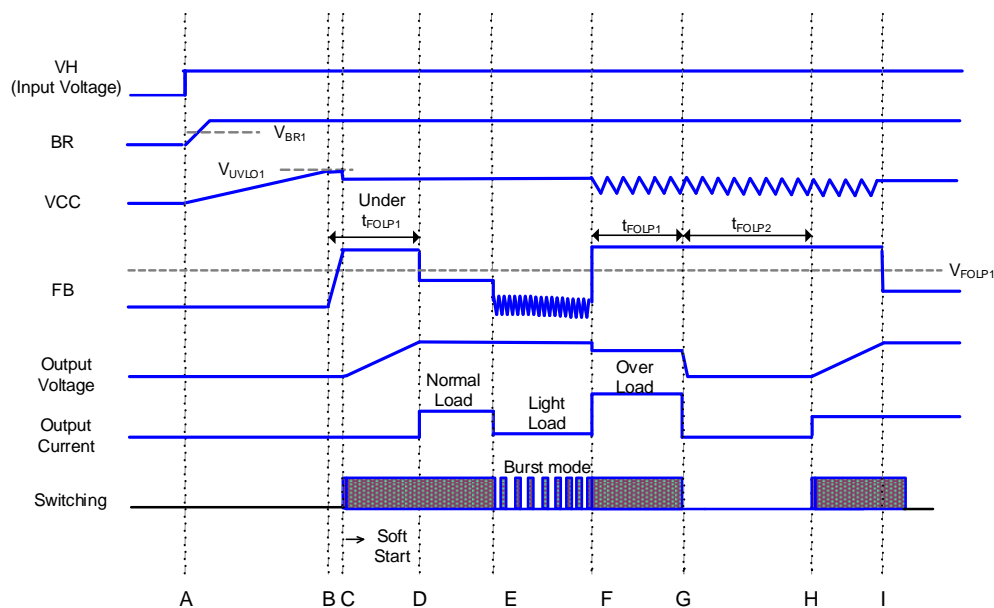 VH
(Input Voltage)
BR
VBR1
VUVLO1
VCC
Under
tFOLP1
tFOLP1
tFOLP2
VFOLP1
FB
Output
Voltage
Over
Load
Normal
Load
Light
Load
Output
Current
Burst mode
Switching
→ Soft
Start
A B C D E F G H I